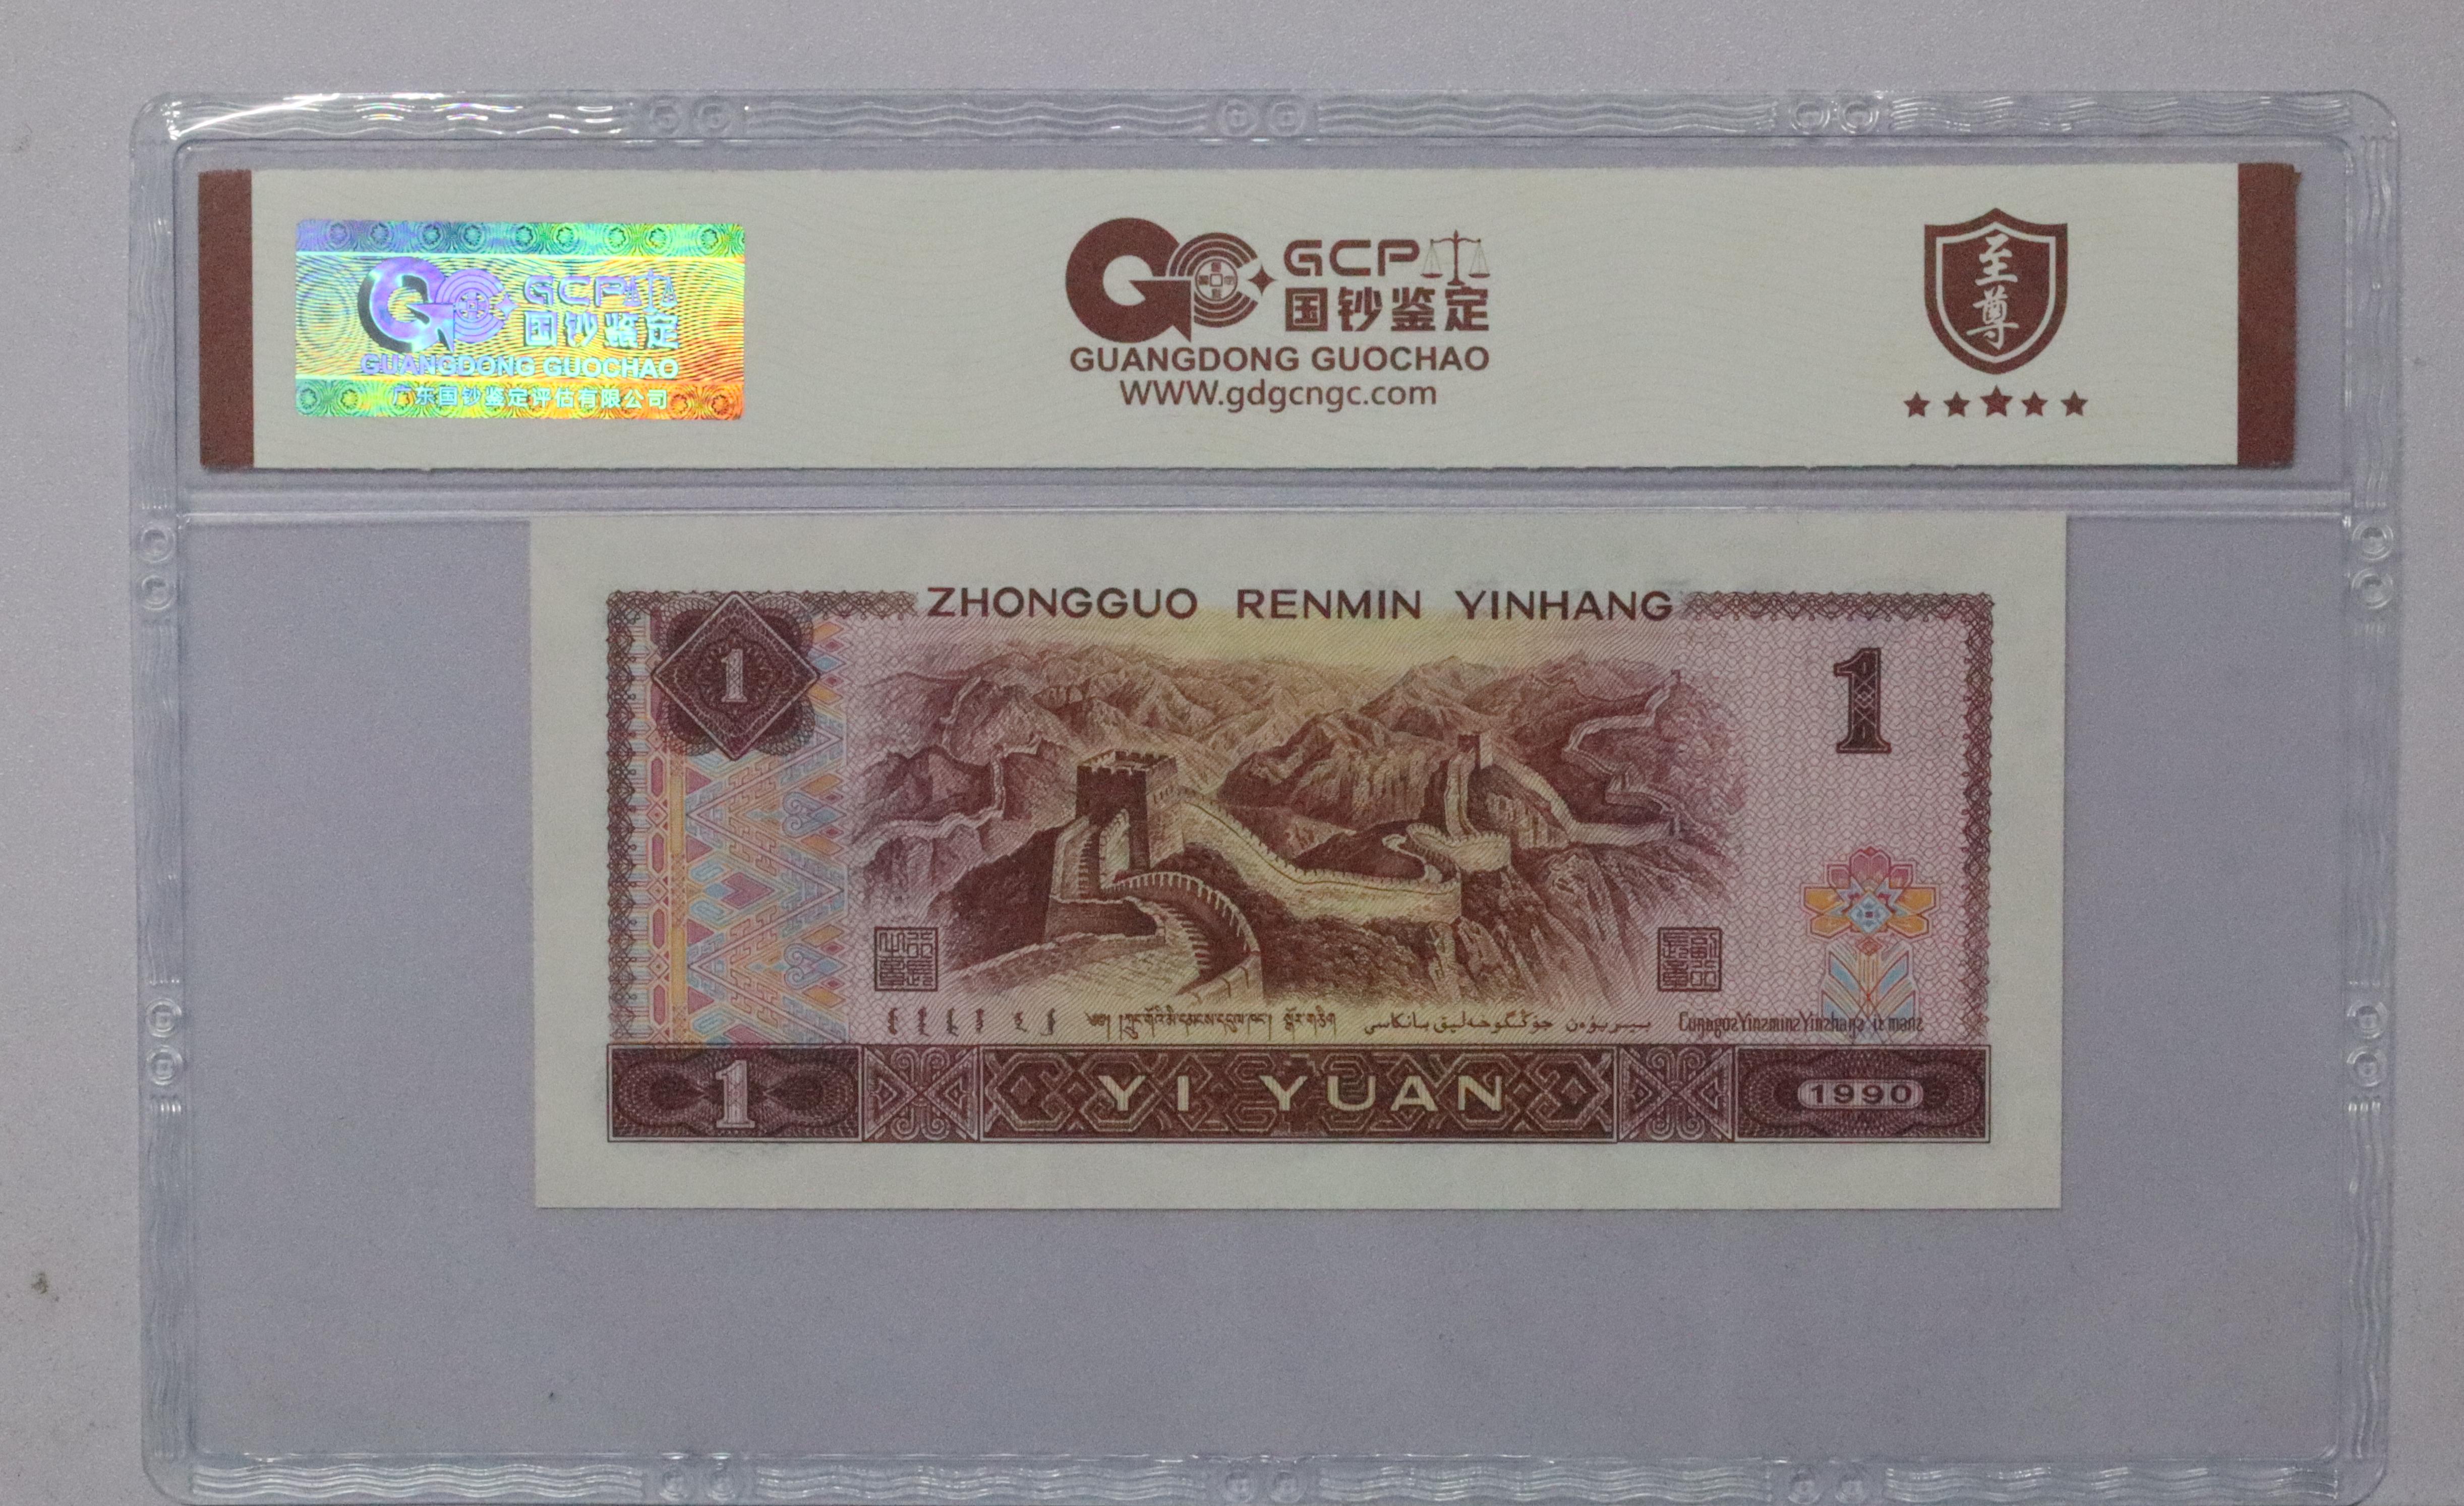 GCP
国钞鉴定
GUANGDONG GUOCHAO
广东国钞鉴定评估有限公司
GCP
国钞鉴定
GUANGDONG GUOCHAO
WWW.gdgcngc.com
至尊
ZHONGGUO RENMIN YINHANG
1
1
1
YI YUAN
1990